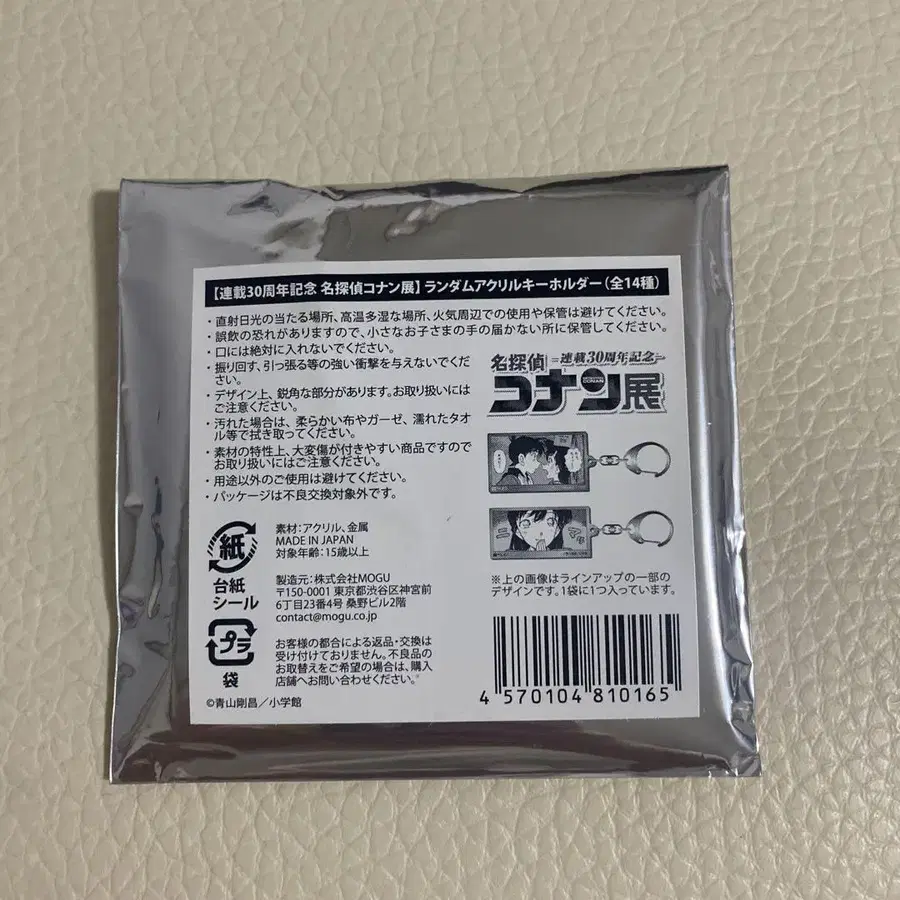 【連載30周年記念 名探偵コナン展】ランダムアクリルキーホルダー(全14種)
・直射日光の当たる場所、高温多湿な場所、火気周辺での使用や保管は避けてください。
・誤飲の恐れがありますので、小さなお子さまの手の届かない所に保管してください。
・口には絶対に入れないでください。
・振り回す、引っ張る等の強い衝撃を与えないでくだ
さい。
・デザイン上、鋭角な部分があります。お取り扱いには
ご注意ください。
・汚れた場合は、柔らかい布やガーゼ、濡れたタオ
ル等で拭き取ってください。
・素材の特性上、大変傷が付きやすい商品ですので
お取り扱いにはご注意ください。
・用途以外のご使用は避けてください。
・パッケージは不良交換対象外です。
名探偵
連載30周年記念
コナン展
CONAN
ニ
マ
※上の画像はラインアップの一部の
デザインです。1袋に1つ入っています。
紙
台紙
シール
プラ
袋
素材:アクリル、金属
MADE IN JAPAN
対象年齢:15歳以上
製造元:株式会社MOGU
〒150-0001 東京都渋谷区神宮前
6丁目23番4号 桑野ビル2階
contact@mogu.co.jp
お客様の都合による返品・交換は
受け付けておりません。不良品の
お取替えをご希望の場合は、購入
店舗へお問い合わせください。
©青山剛昌/小学館
4 570104 810165